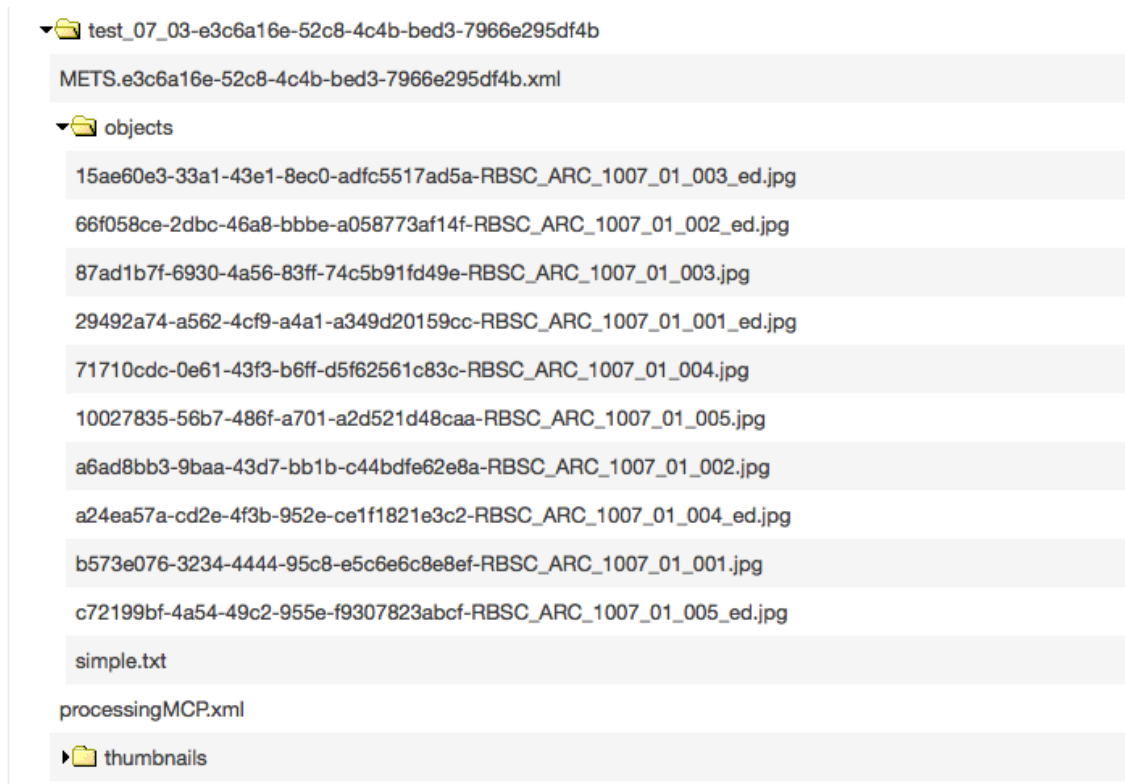 test_07_03-e3c6a16e-52c8-4c4b-bed3-7966e295df4b
METS.e3c6a16e-52c8-4c4b-bed3-7966e295df4b.xml
objects
15ae60e3-33a1-43e1-8ec0-adfc5517ad5a-RBSC_ARC_1007_01_003_ed.jpg
66f058ce-2dbc-46a8-bbbe-a058773af14f-RBSC_ARC_1007_01_002_ed.jpg
87ad1b7f-6930-4a56-83ff-74c5b91fd49e-RBSC_ARC_1007_01_003.jpg
29492a74-a562-4cf9-a4a1-a349d20159cc-RBSC_ARC_1007_01_001_ed.jpg
71710cdc-0e61-43f3-b6ff-d5f62561c83c-RBSC_ARC_1007_01_004.jpg
10027835-56b7-486f-a701-a2d521d48caa-RBSC_ARC_1007_01_005.jpg
a6ad8bb3-9baa-43d7-bb1b-c44bdfe62e8a-RBSC_ARC_1007_01_002.jpg
a24ea57a-cd2e-4f3b-952e-ce1f1821e3c2-RBSC_ARC_1007_01_004_ed.jpg
b573e076-3234-4444-95c8-e5c6e6c8e8ef-RBSC_ARC_1007_01_001.jpg
c72199bf-4a54-49c2-955e-f9307823abcf-RBSC_ARC_1007_01_005_ed.jpg
simple.txt
processingMCP.xml
thumbnails